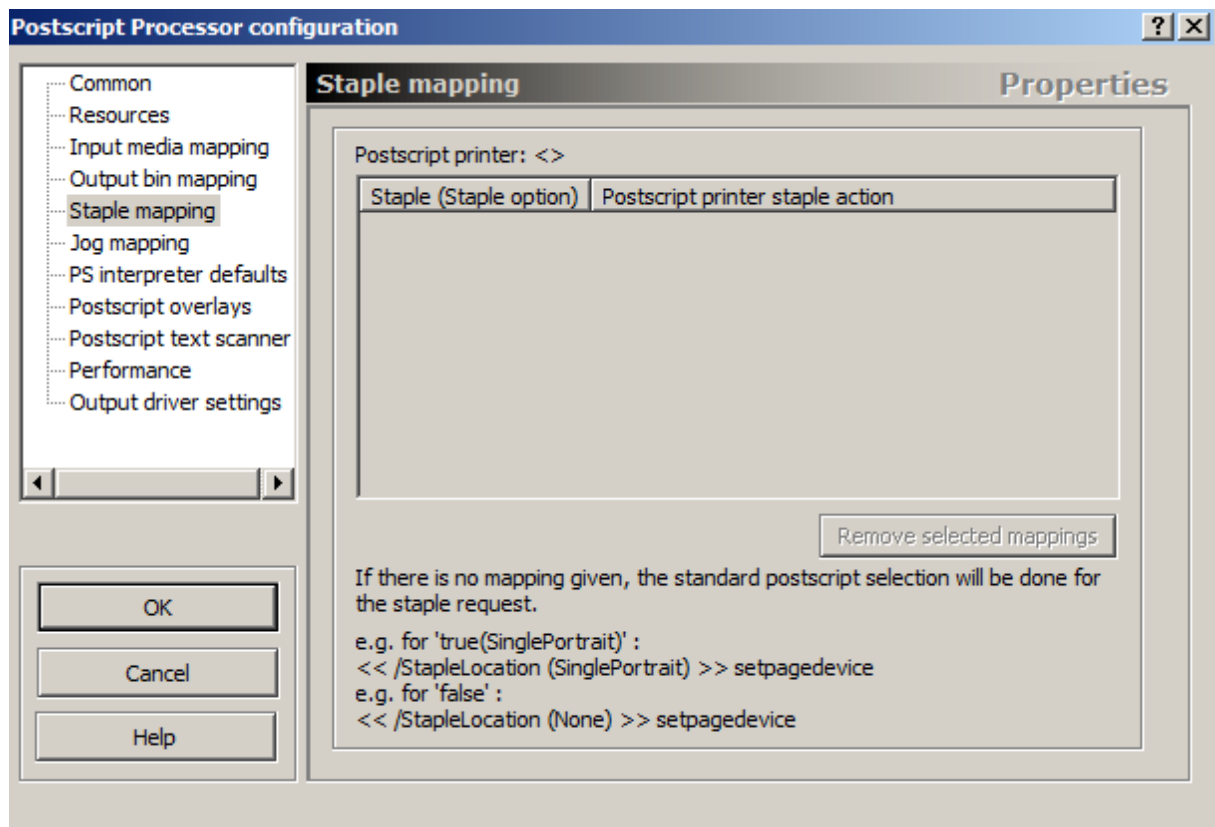 Postscript Processor configuration
Common
Resources
Input media mapping
Output bin mapping
Staple mapping
Jog mapping
PS interpreter defaults
Postscript overlays
Postscript text scanner
Performance
Output driver settings
OK
Cancel
Help
Staple mapping Properties
Postscript printer: <>
Staple (Staple option) Postscript printer staple action
Remove selected mappings
If there is no mapping given, the standard postscript selection will be done for
the staple request.
e.g. for 'true(SinglePortrait)' :
<< /StapleLocation (SinglePortrait) >> setpagedevice
e.g. for 'false' :
<< /StapleLocation (None) >> setpagedevice